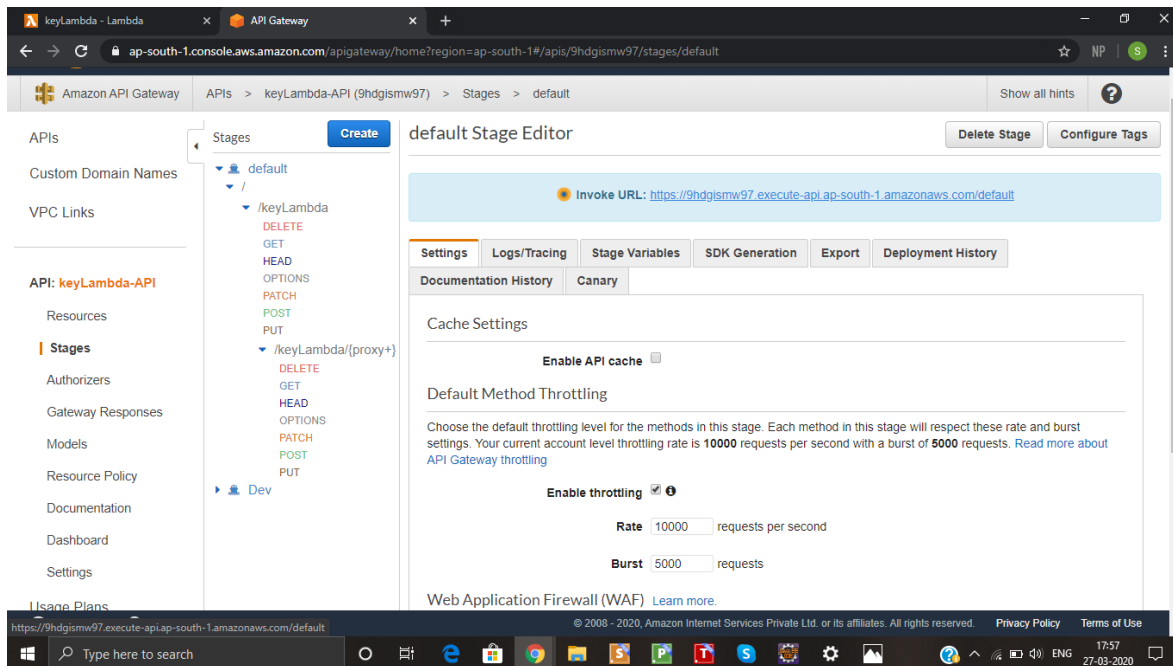 keyLambda - Lambda
API Gateway
ap-south-1.console.aws.amazon.com/apigateway/home?region=ap-south-1#/apis/9hdgismw97/stages/default
NP
S
Amazon API Gateway
APIs > keyLambda-API (9hdgismw97) > Stages > default
Show all hints
?
APIs
Custom Domain Names
VPC Links
API: keyLambda-API
Resources
Stages
Authorizers
Gateway Responses
Models
Resource Policy
Documentation
Dashboard
Settings
Usage Plans
Stages
Create
default
/
/keyLambda
DELETE
GET
HEAD
OPTIONS
PATCH
POST
PUT
/keyLambda/{proxy+}
DELETE
GET
HEAD
OPTIONS
PATCH
POST
PUT
Dev
default Stage Editor
Delete Stage
Configure Tags
Invoke URL: https://9hdgismw97.execute-api.ap-south-1.amazonaws.com/default
Settings
Logs/Tracing
Stage Variables
SDK Generation
Export
Deployment History
Documentation History
Canary
Cache Settings
Enable API cache
Default Method Throttling
Choose the default throttling level for the methods in this stage. Each method in this stage will respect these rate and burst
settings. Your current account level throttling rate is 10000 requests per second with a burst of 5000 requests. Read more about
API Gateway throttling
Enable throttling
Rate 10000 requests per second
Burst 5000 requests
Web Application Firewall (WAF) Learn more.
https://9hdgismw97.execute-api.ap-south-1.amazonaws.com/default
© 2008 - 2020, Amazon Internet Services Private Ltd. or its affiliates. All rights reserved.
Privacy Policy
Terms of Use
Type here to search
ENG
17:57
27-03-2020